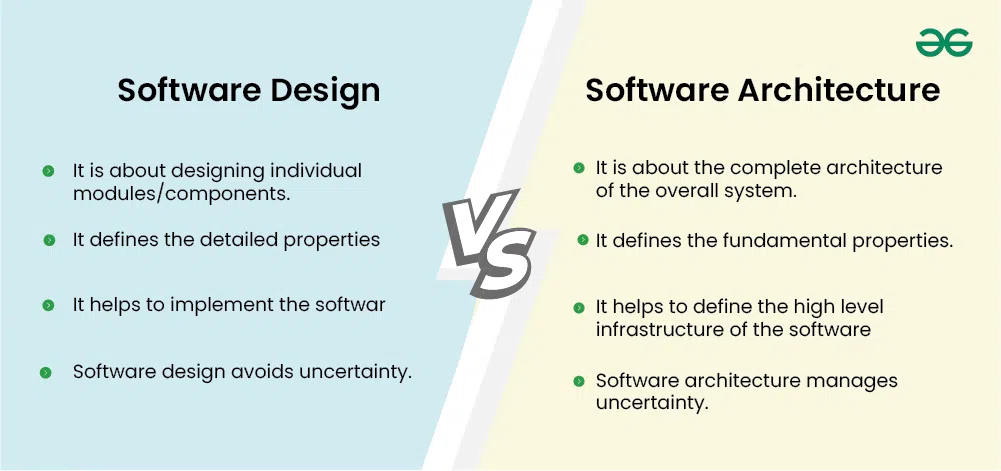 Software Design
It is about designing individual
modules/components.
It defines the detailed properties
It helps to implement the softwar
Software design avoids uncertainty.
VS
Software Architecture
It is about the complete architecture
of the overall system.
It defines the fundamental properties.
It helps to define the high level
infrastructure of the software
Software architecture manages
uncertainty.